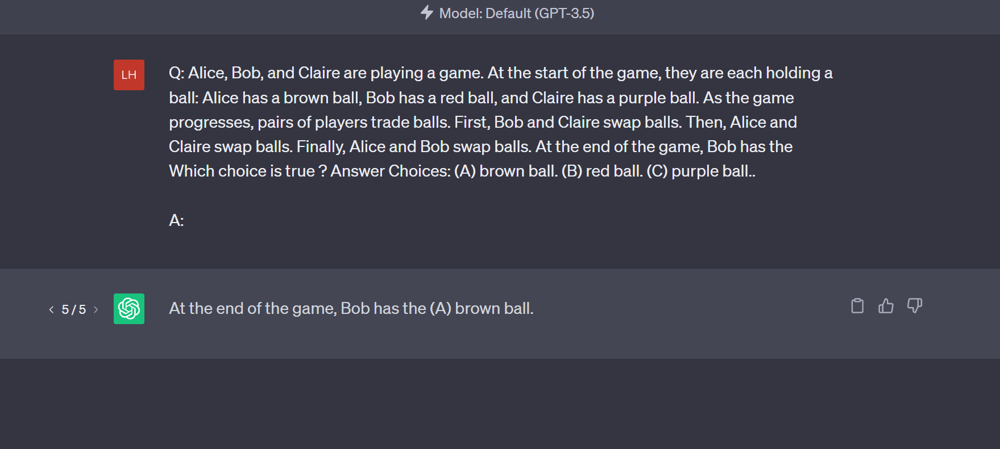 Model: Default (GPT-3.5)
LH
Q: Alice, Bob, and Claire are playing a game. At the start of the game, they are each holding a
ball: Alice has a brown ball, Bob has a red ball, and Claire has a purple ball. As the game
progresses, pairs of players trade balls. First, Bob and Claire swap balls. Then, Alice and
Claire swap balls. Finally, Alice and Bob swap balls. At the end of the game, Bob has the
Which choice is true ? Answer Choices: (A) brown ball. (B) red ball. (C) purple ball..
A:
< 5 / 5 >
At the end of the game, Bob has the (A) brown ball.